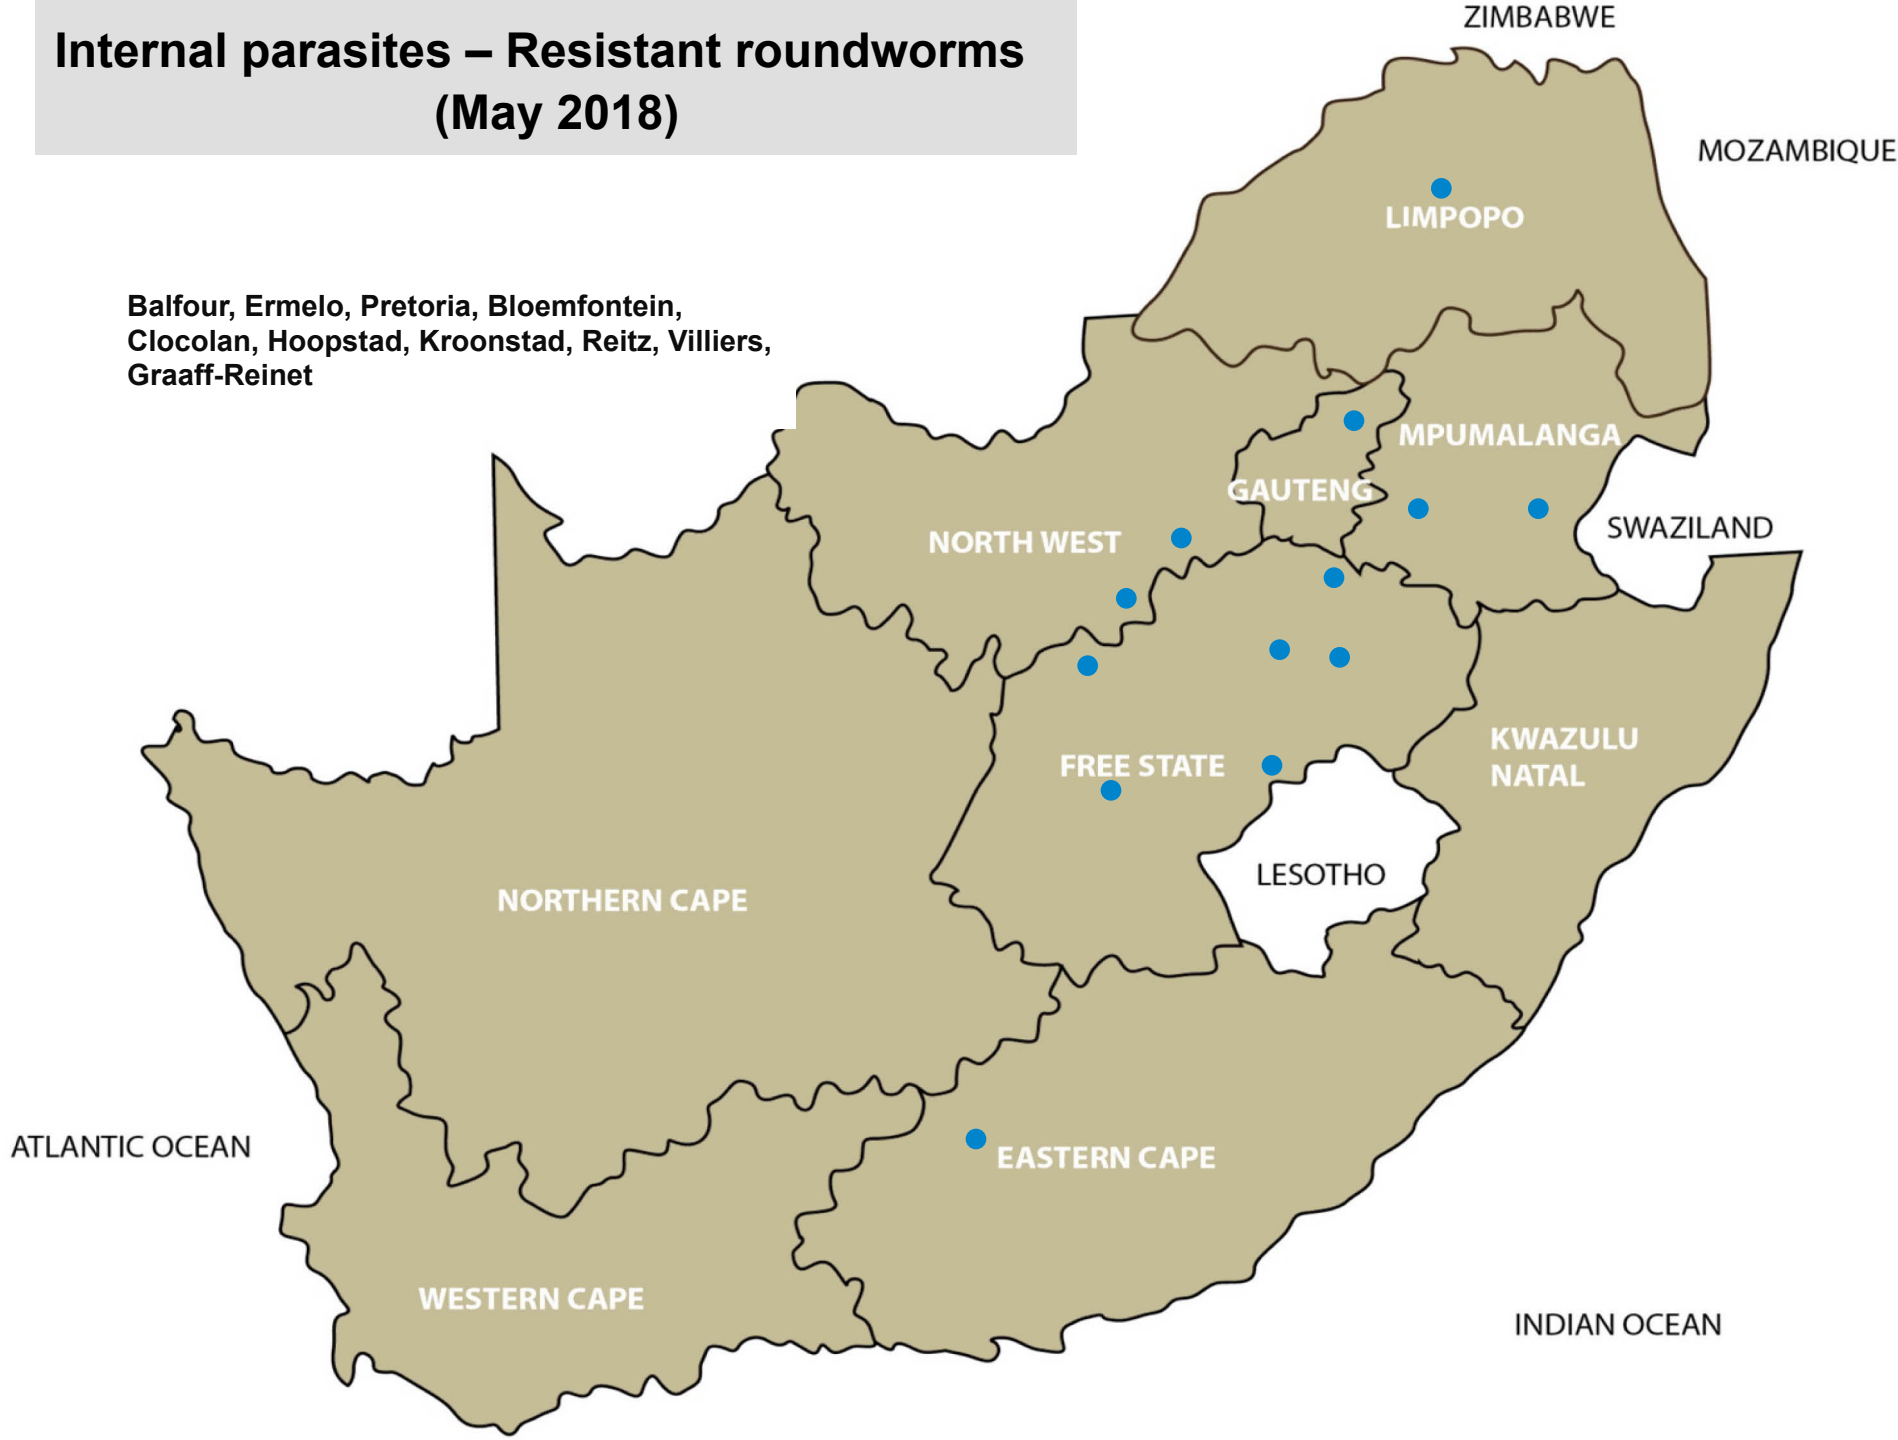 Internal parasites – Resistant roundworms
(May 2018)
Balfour, Ermelo, Pretoria, Bloemfontein,
Clocolan, Hoopstad, Kroonstad, Reitz, Villiers,
Graaff-Reinet
ZIMBABWE
MOZAMBIQUE
LIMPOPO
MPUMALANGA
GAUTENG
NORTH WEST
SWAZILAND
KWAZULU
NATAL
FREE STATE
LESOTHO
NORTHERN CAPE
ATLANTIC OCEAN
EASTERN CAPE
WESTERN CAPE
INDIAN OCEAN